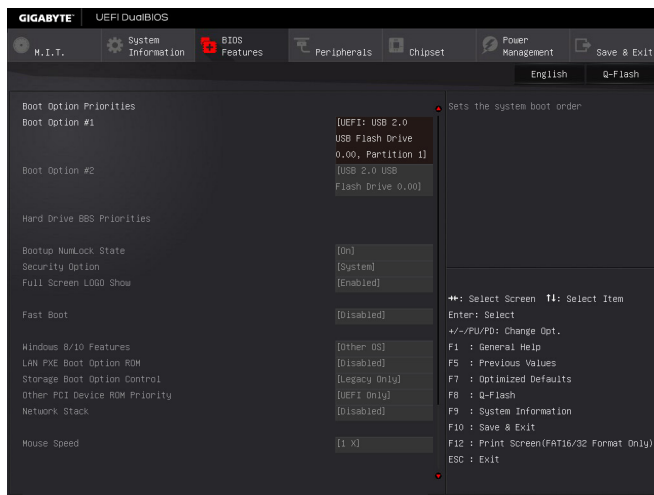 GIGABYTE™ UEFI DualBIOS
M.I.T.
System Information
BIOS Features
Peripherals
Chipset
Power Management
Save & Exit
English
Q-Flash
Boot Option Priorities
Boot Option #1 [UEFI: USB 2.0
USB Flash Drive
0.00, Partition 1]
Boot Option #2 [USB 2.0 USB
Flash Drive 0.00]
Hard Drive BBS Priorities
Bootup NumLock State [On]
Security Option [System]
Full Screen LOGO Show [Enabled]
Fast Boot [Disabled]
Windows 8/10 Features [Other OS]
LAN PXE Boot Option ROM [Disabled]
Storage Boot Option Control [Legacy Only]
Other PCI Device ROM Priority [UEFI Only]
Network Stack [Disabled]
Mouse Speed [1 X]
Sets the system boot order
→←: Select Screen ↑↓: Select Item
Enter: Select
+/-/PU/PD: Change Opt.
F1 : General Help
F5 : Previous Values
F7 : Optimized Defaults
F8 : Q-Flash
F9 : System Information
F10 : Save & Exit
F12 : Print Screen(FAT16/32 Format Only)
ESC : Exit